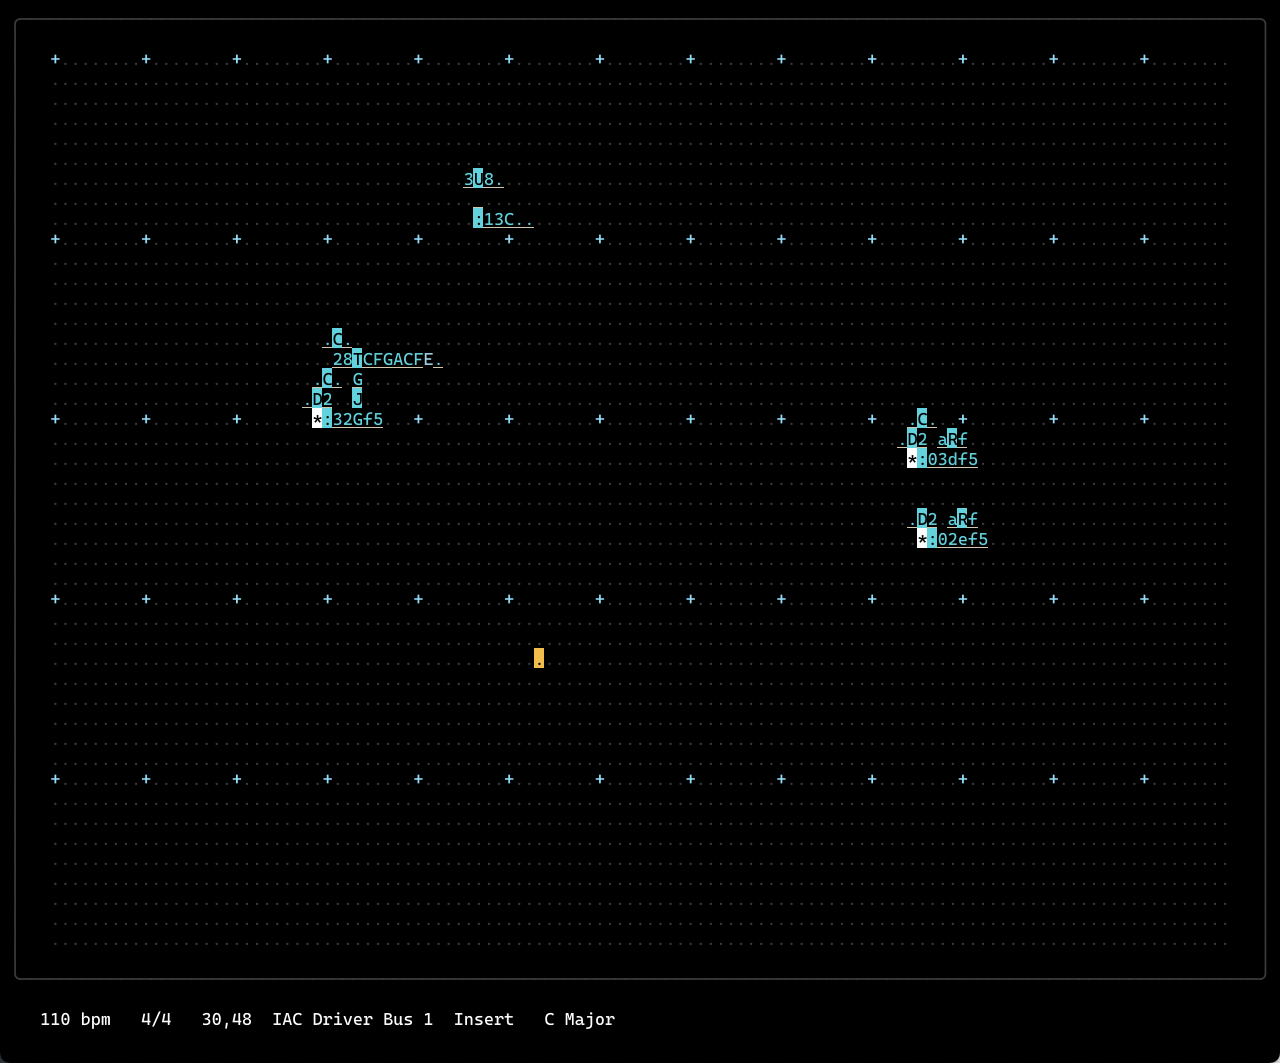 3U8.
:13C..
.C.
28TCFGACFE.
.C. G
.D2 J
*:32Gf5
.C.
.D2 aRf
*:03df5
.D2 aRf
*:02ef5
.
110 bpm 4/4 30,48 IAC Driver Bus 1 Insert C Major